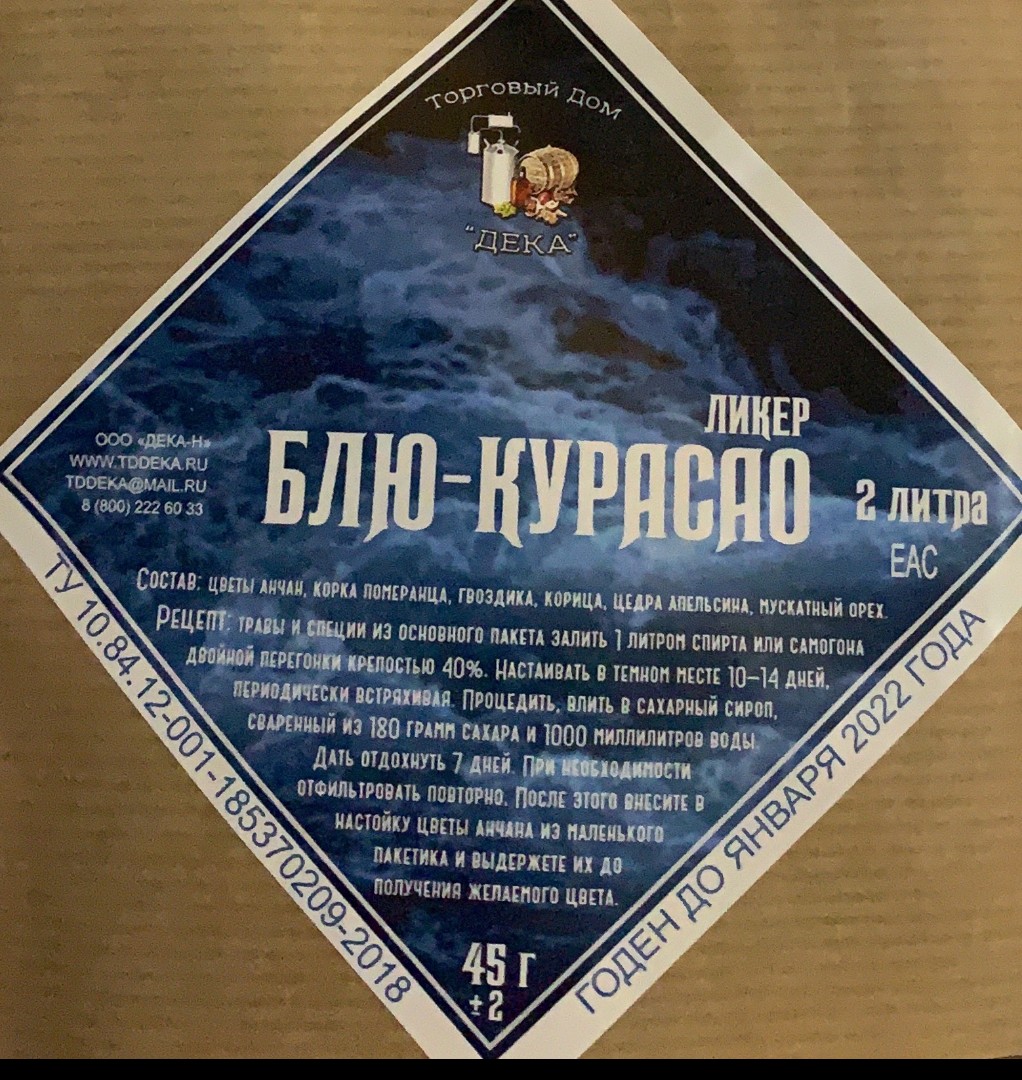 Торговый Дом
"ДЕКА"
ЛИКЕР
БЛЮ-КУРАСАО
2 литра
EAC
ООО «ДЕКА-Н»
WWW.TDDEKA.RU
TDDEKA@MAIL.RU
8 (800) 222 60 33
Состав: цветы анчан, корка померанца, гвоздика, корица, цедра апельсина, мускатный орех.
Рецепт: травы и специи из основного пакета залить 1 литром спирта или самогона
двойной перегонки крепостью 40%. Настаивать в темном месте 10–14 дней,
периодически встряхивая. Процедить, влить в сахарный сироп,
сваренный из 180 грамм сахара и 1000 миллилитров воды.
Дать отдохнуть 7 дней. При необходимости
отфильтровать повторно. После этого внесите в
настойку цветы анчана из маленького
пакетика и выдержете их до
получения желаемого цвета.
45 г
±2
ТУ 10.84.12-001-185370209-2018
ГОДЕН ДО ЯНВАРЯ 2022 ГОДА